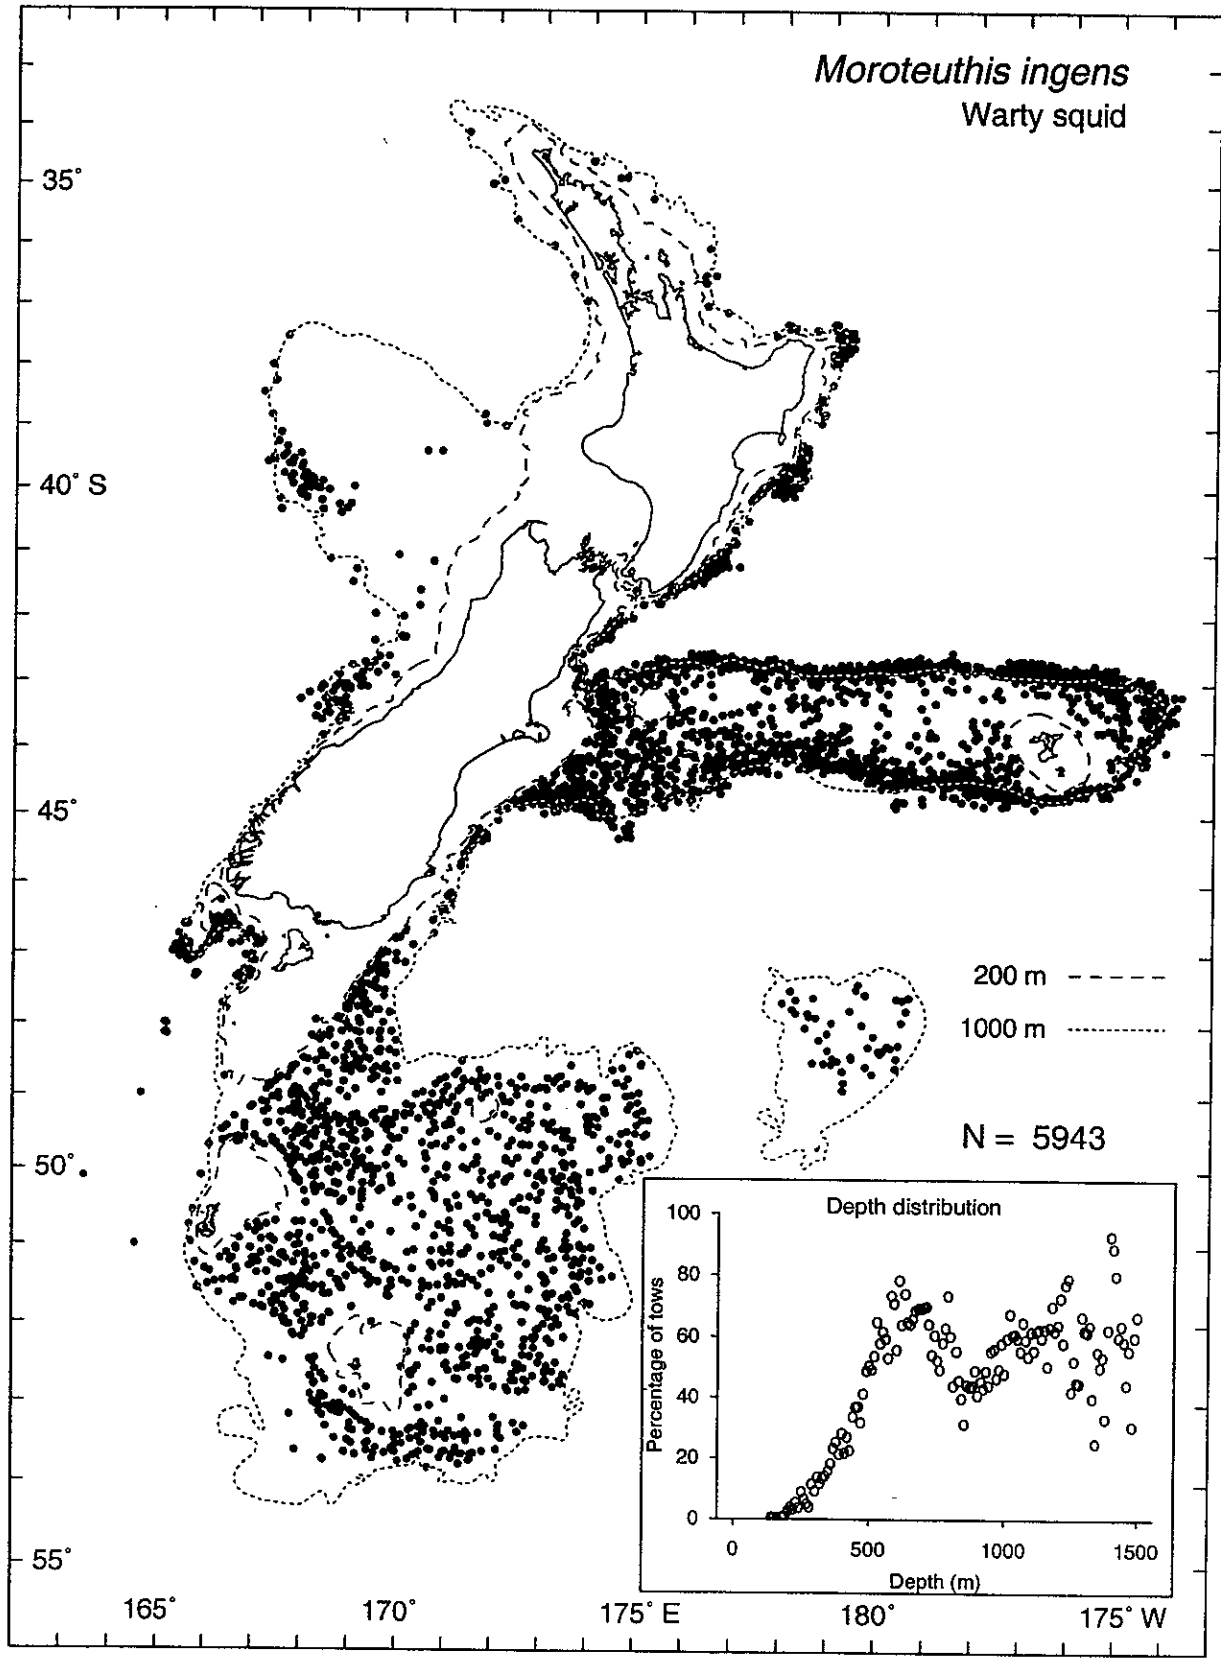 Moroteuthis ingens
Warty squid
35°
40° S
45°
50°
55°
200 m
1000 m
N = 5943
Depth distribution
Percentage of tows
100
80
60
40
20
0
0 500 1000 1500
Depth (m)
165° 170° 175° E 180° 175° W